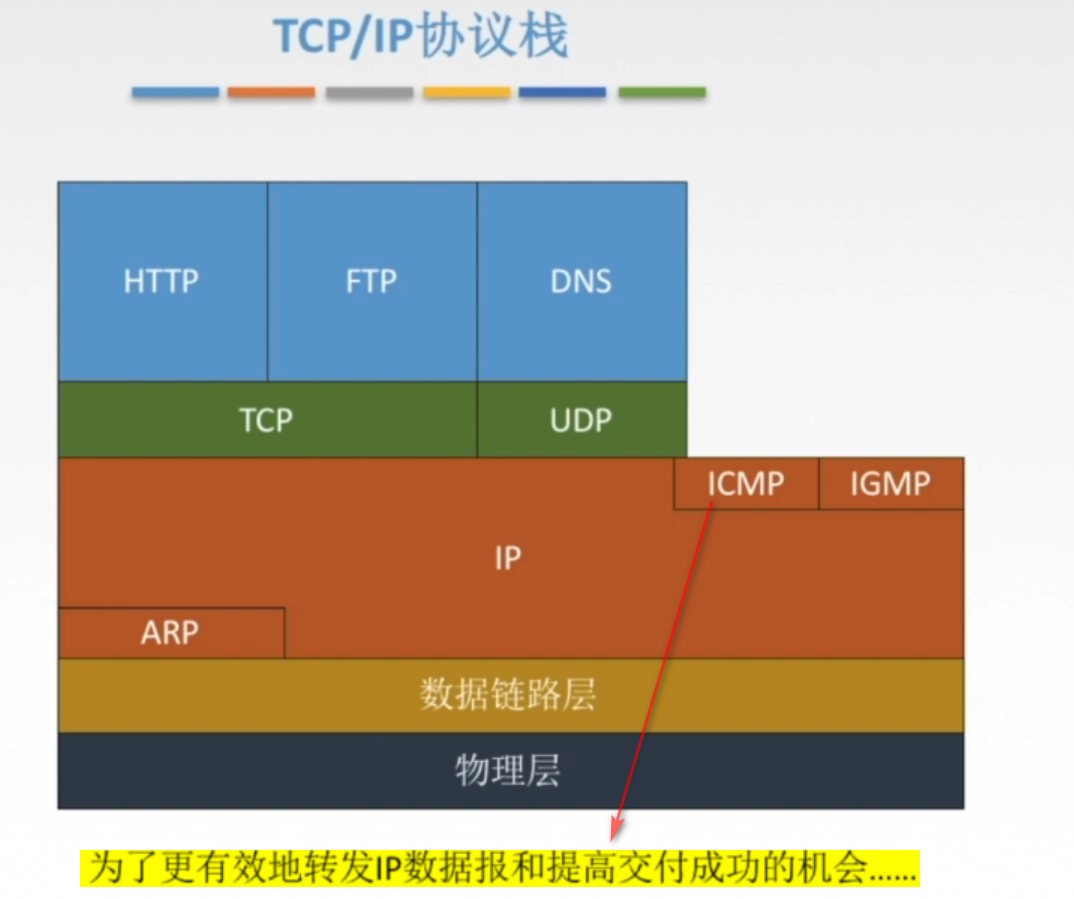 TCP/IP协议栈
HTTP FTP DNS
TCP UDP
ICMP IGMP
IP
ARP
数据链路层
物理层
为了更有效地转发IP数据报和提高交付成功的机会......